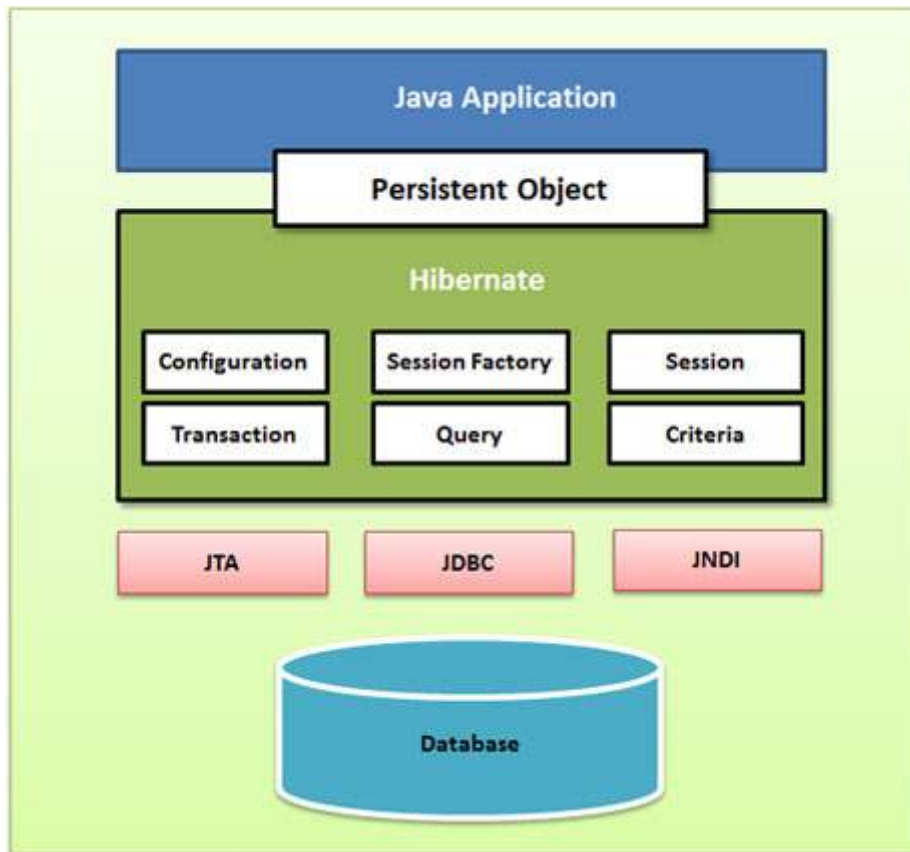 Java Application
Persistent Object
Hibernate
Configuration
Session Factory
Session
Transaction
Query
Criteria
JTA
JDBC
JNDI
Database